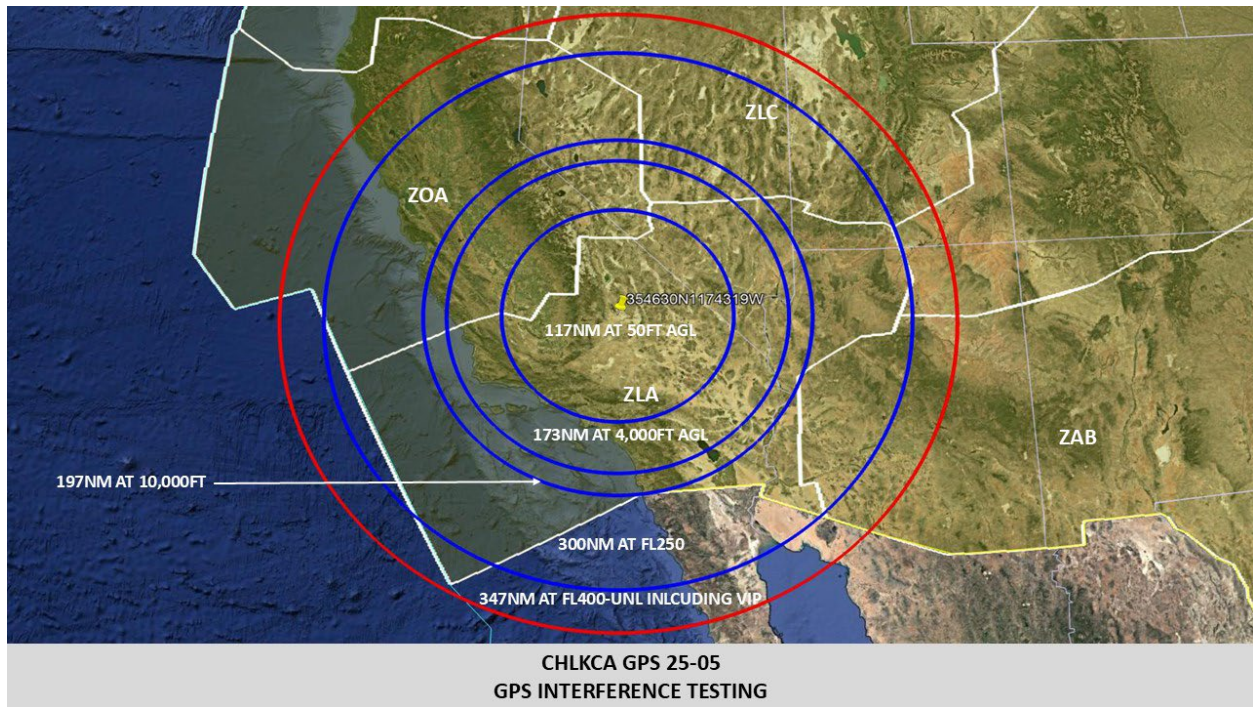 ZLC
ZOA
354630N1174319W
117NM AT 50FT AGL
ZLA
173NM AT 4,000FT AGL
ZAB
197NM AT 10,000FT
300NM AT FL250
347NM AT FL400-UNL INLCUDING VIP
CHLKCA GPS 25-05
GPS INTERFERENCE TESTING